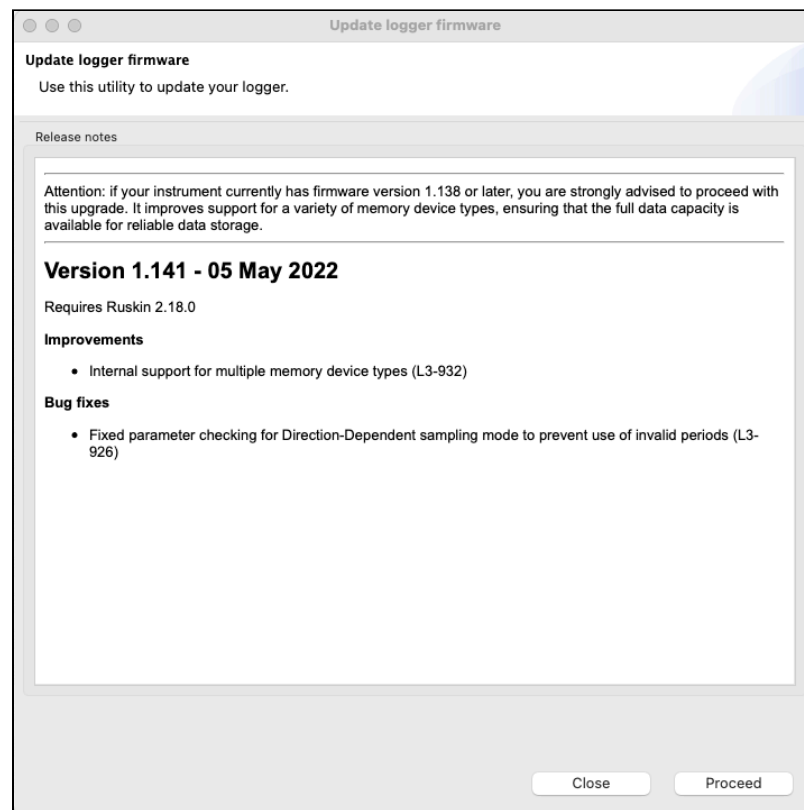 Update logger firmware
Update logger firmware
Use this utility to update your logger.
Release notes
Attention: if your instrument currently has firmware version 1.138 or later, you are strongly advised to proceed with
this upgrade. It improves support for a variety of memory device types, ensuring that the full data capacity is
available for reliable data storage.
Version 1.141 - 05 May 2022
Requires Ruskin 2.18.0
Improvements
• Internal support for multiple memory device types (L3-932)
Bug fixes
• Fixed parameter checking for Direction-Dependent sampling mode to prevent use of invalid periods (L3-
926)
Close Proceed